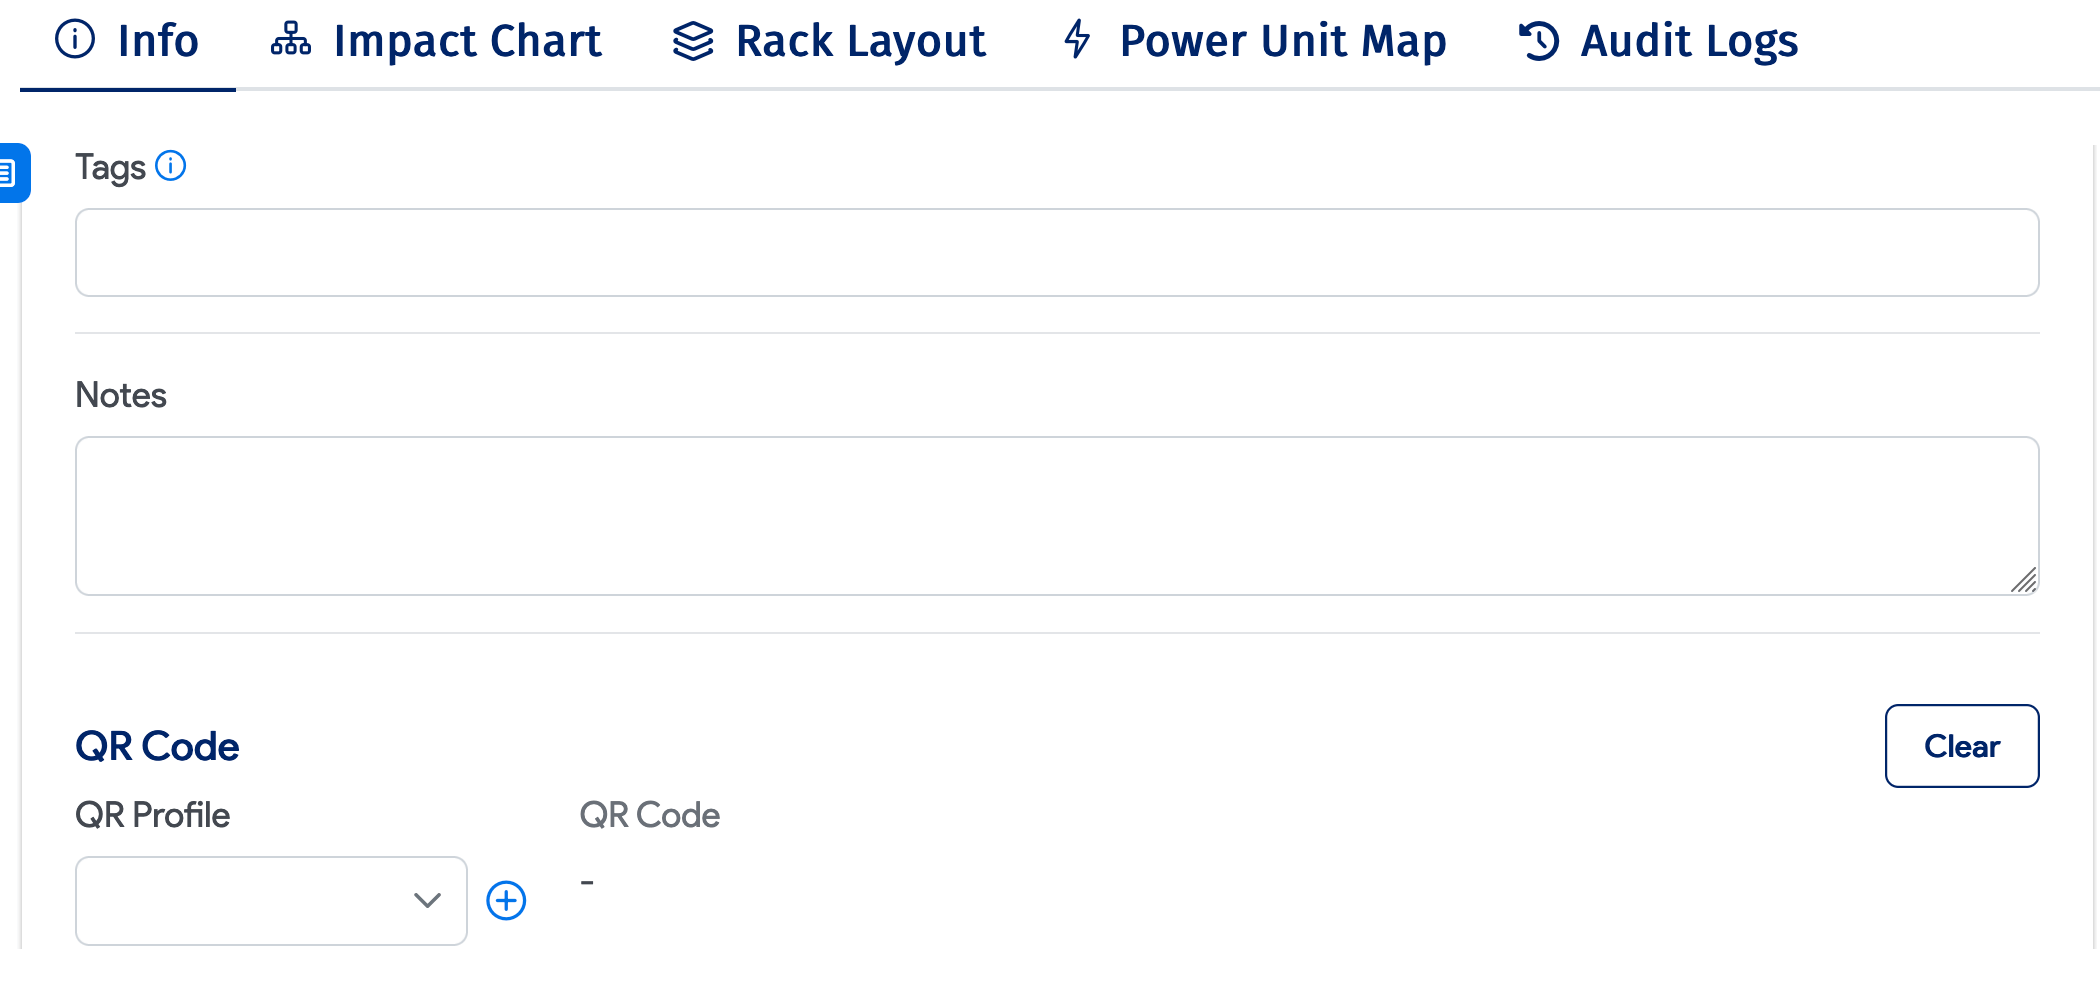 Info Impact Chart Rack Layout Power Unit Map Audit Logs
Tags
Notes
QR Code Clear
QR Profile QR Code
-